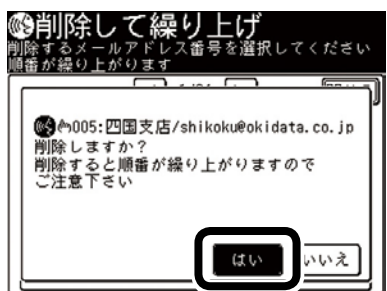 削除して繰り上げ
削除するメールアドレス番号を選択してください
順番が繰り上がります
005:四国支店/shikoku@okidata.co.jp
削除しますか?
削除すると順番が繰り上がりますので
ご注意下さい
はい
いいえ